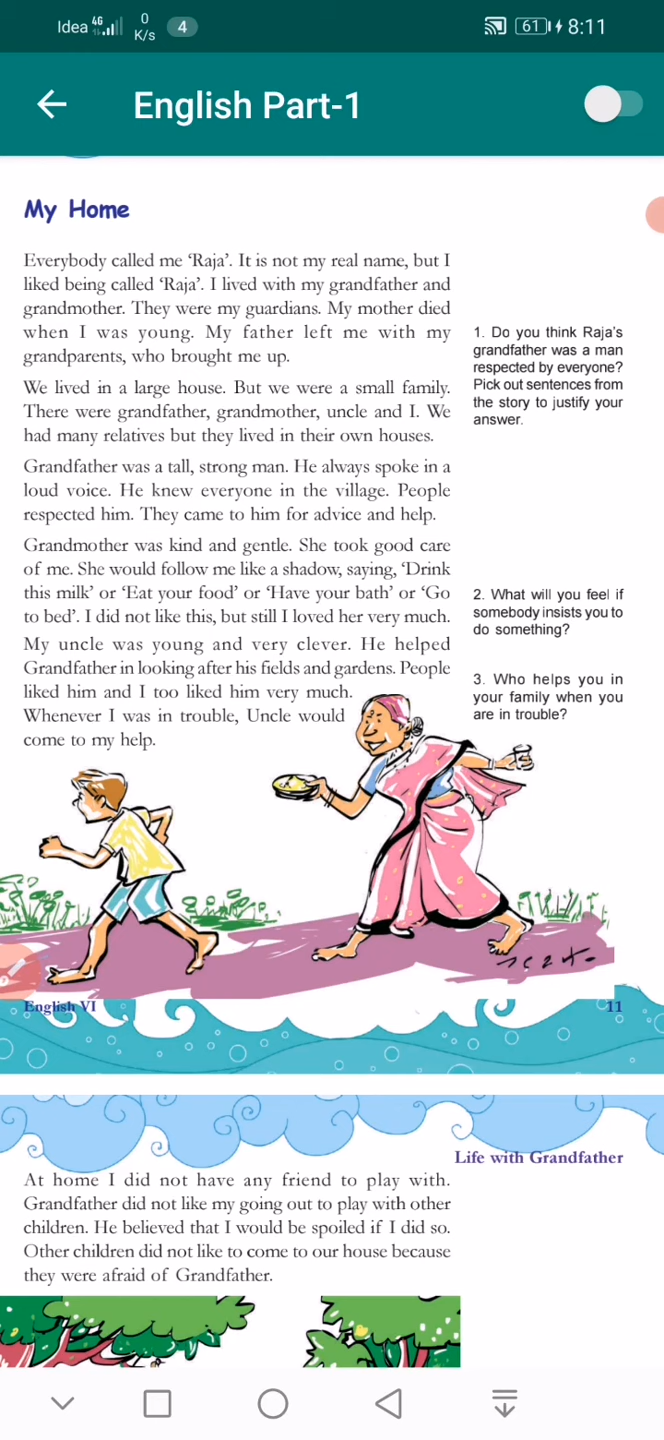 Idea 4G 0 K/s 4 61 8:11
English Part-1
My Home
Everybody called me ‘Raja’. It is not my real name, but I
liked being called ‘Raja’. I lived with my grandfather and
grandmother. They were my guardians. My mother died
when I was young. My father left me with my
grandparents, who brought me up.
We lived in a large house. But we were a small family.
There were grandfather, grandmother, uncle and I. We
had many relatives but they lived in their own houses.
Grandfather was a tall, strong man. He always spoke in a
loud voice. He knew everyone in the village. People
respected him. They came to him for advice and help.
Grandmother was kind and gentle. She took good care
of me. She would follow me like a shadow, saying, ‘Drink
this milk’ or ‘Eat your food’ or ‘Have your bath’ or ‘Go
to bed’. I did not like this, but still I loved her very much.
My uncle was young and very clever. He helped
Grandfather in looking after his fields and gardens. People
liked him and I too liked him very much.
Whenever I was in trouble, Uncle would
come to my help.
1. Do you think Raja’s
grandfather was a man
respected by everyone?
Pick out sentences from
the story to justify your
answer.
2. What will you feel if
somebody insists you to
do something?
3. Who helps you in
your family when you
are in trouble?
English VI
11
Life with Grandfather
At home I did not have any friend to play with.
Grandfather did not like my going out to play with other
children. He believed that I would be spoiled if I did so.
Other children did not like to come to our house because
they were afraid of Grandfather.